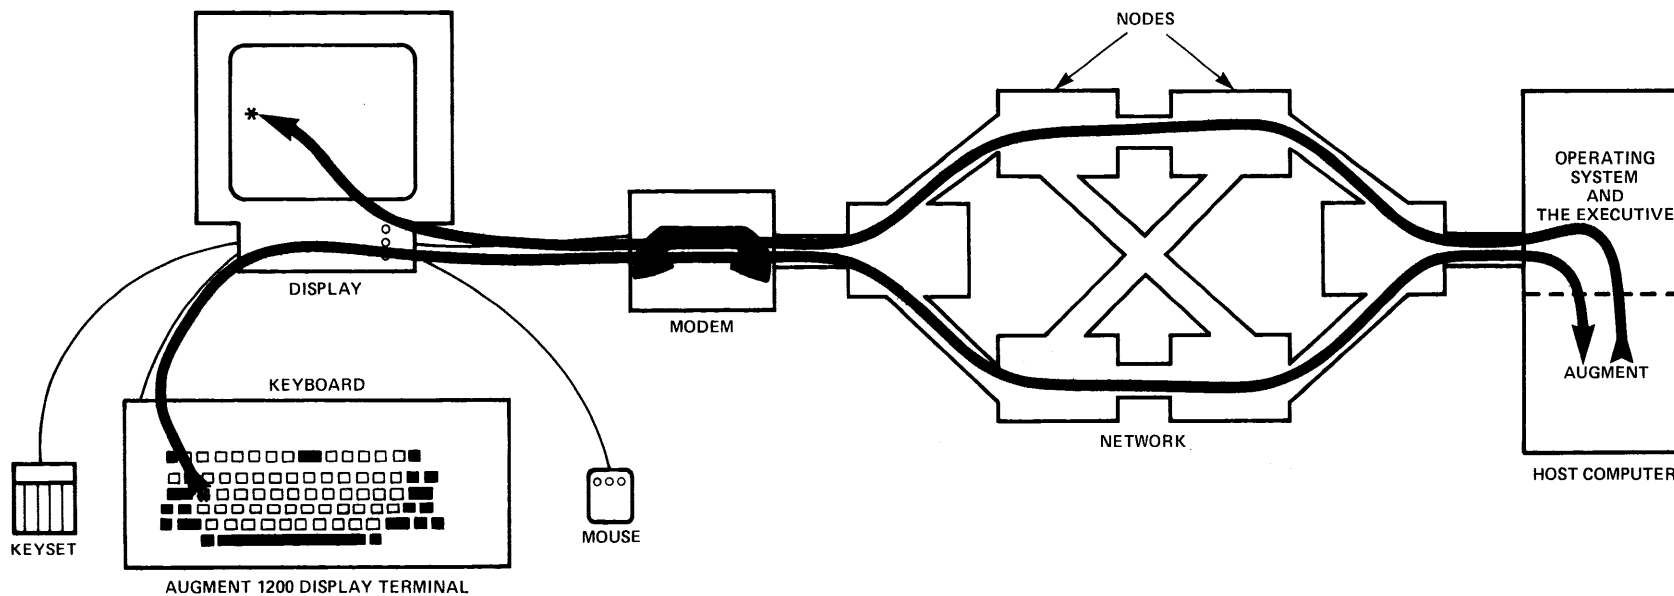 NODES
OPERATING
SYSTEM
AND
THE EXECUTIVE
*
DISPLAY
MODEM
AUGMENT
KEYBOARD
NETWORK
HOST COMPUTER
KEYSET
MOUSE
AUGMENT 1200 DISPLAY TERMINAL